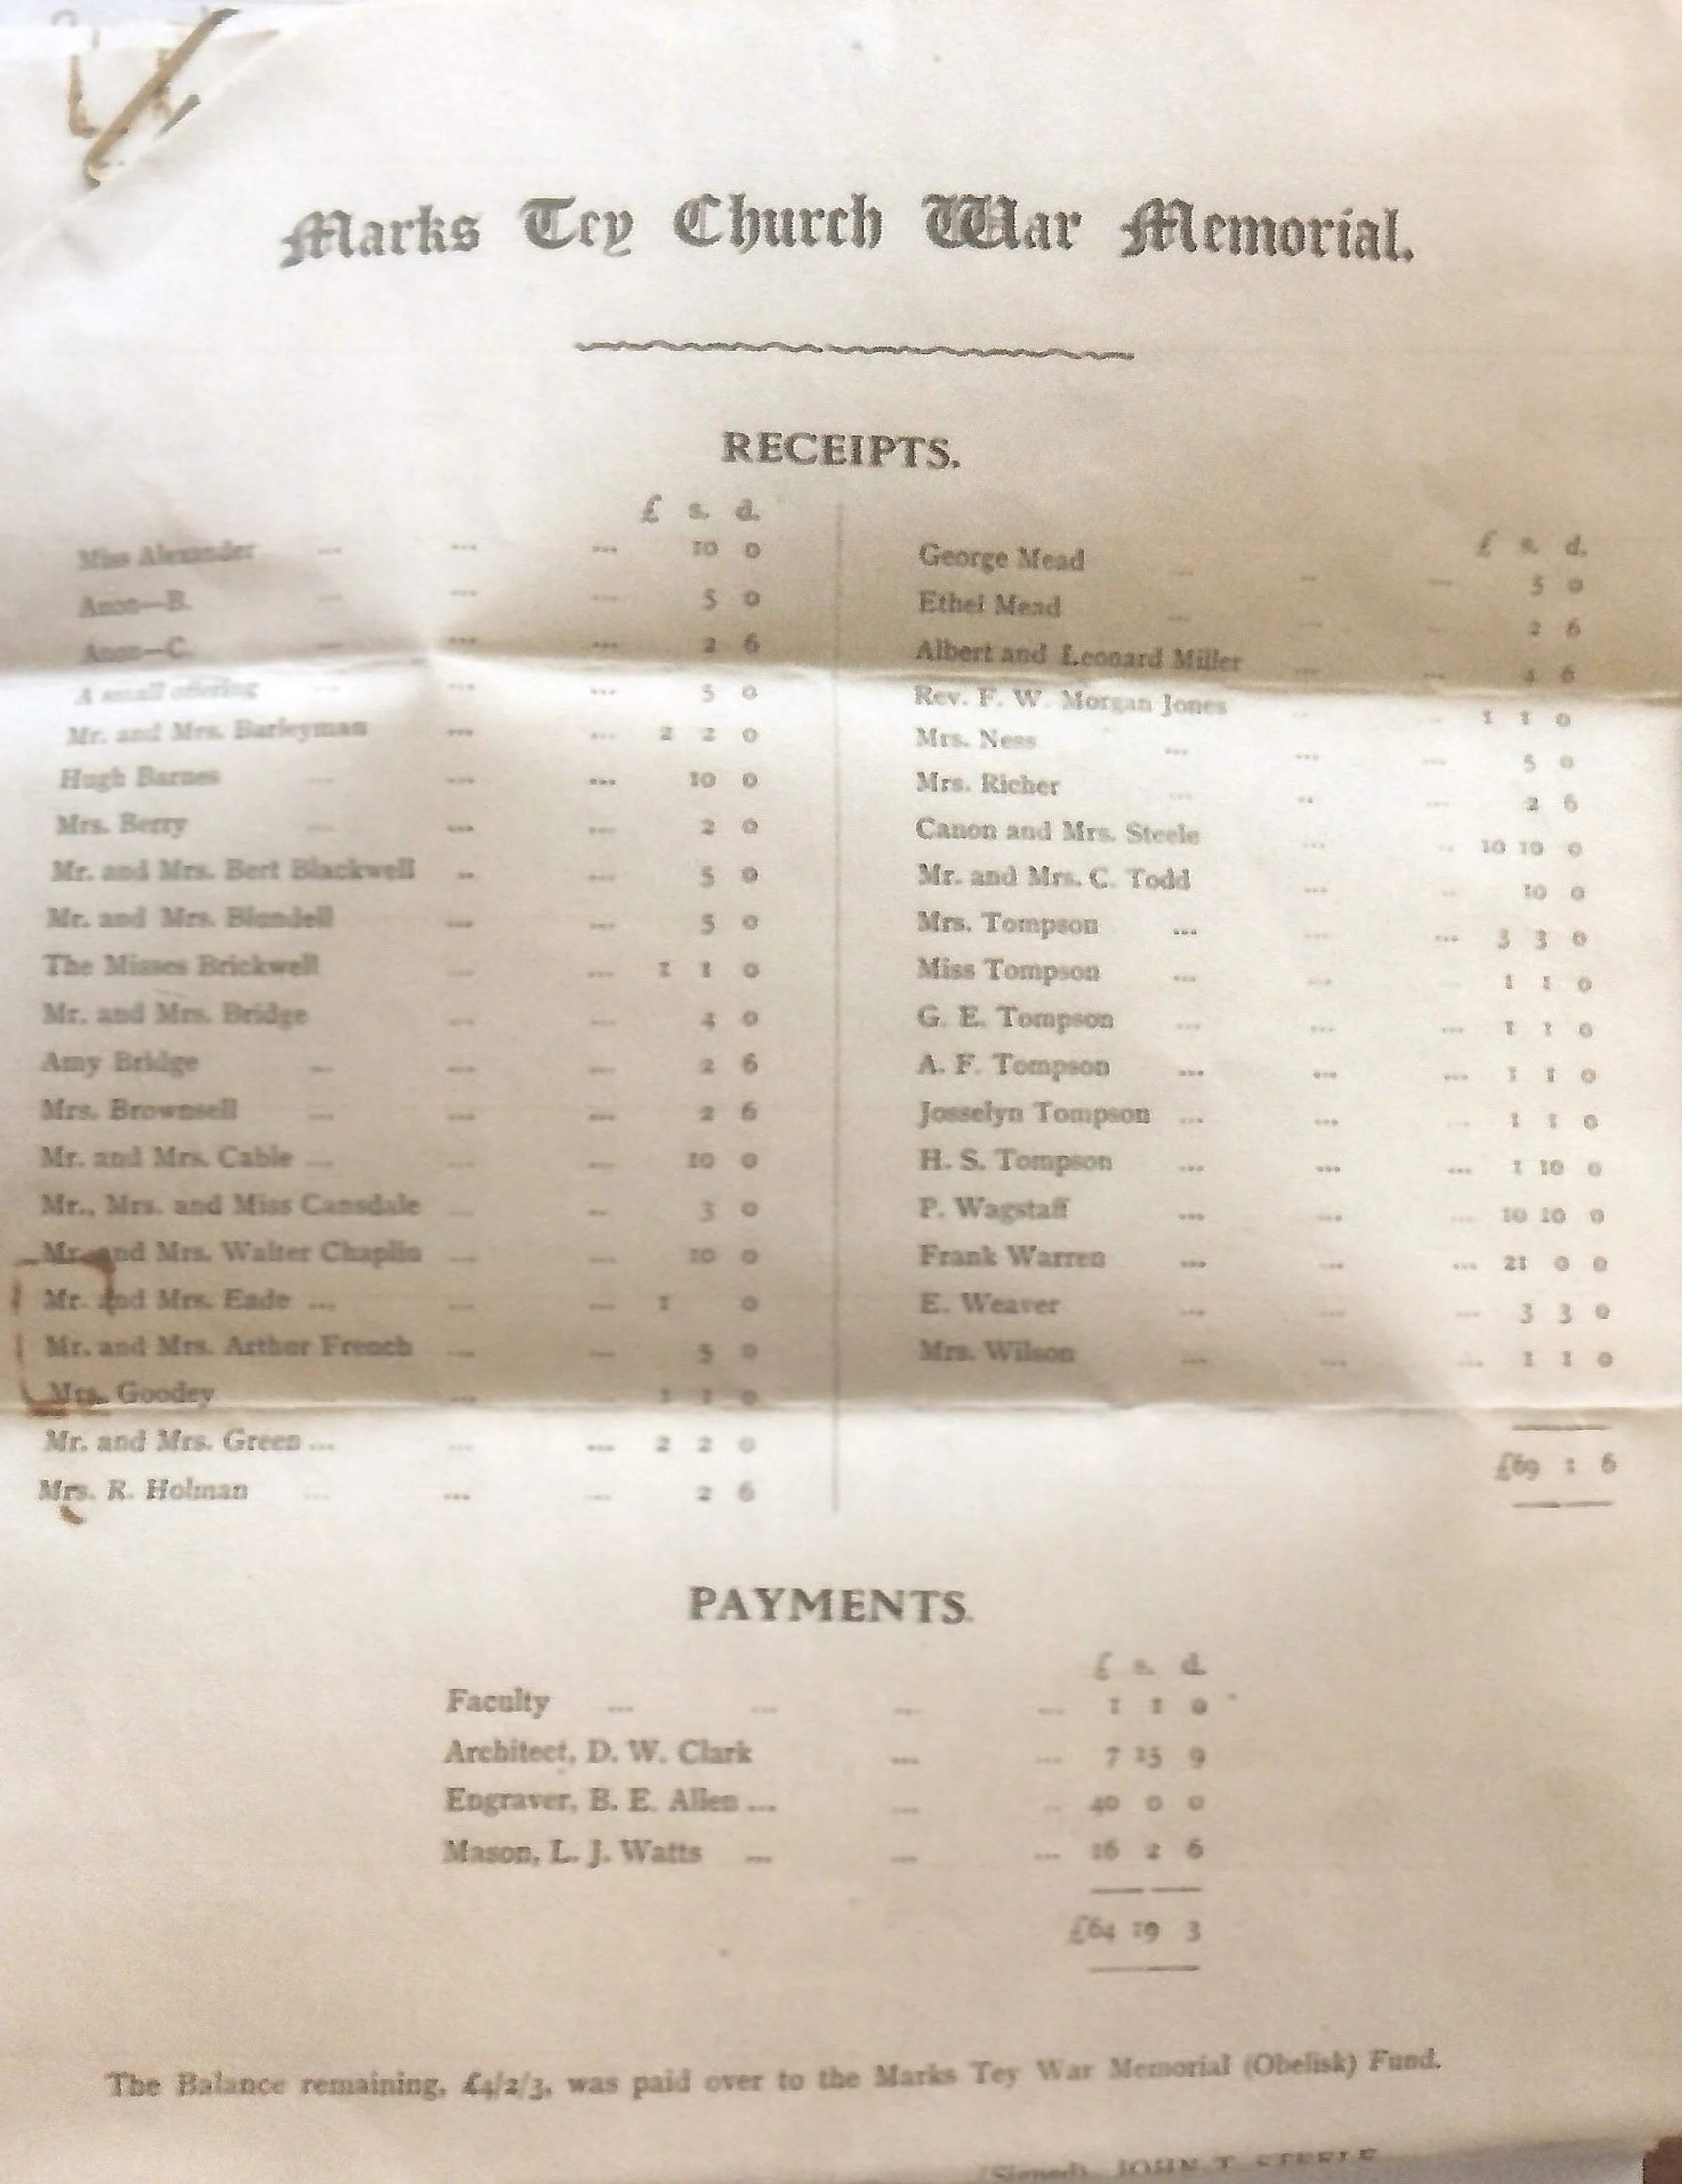 Marks Tey Church War Memorial.
RECEIPTS.
£ s. d.
Miss Alexander ... ... ... 10 0
Anon—B. ... ... ... 5 0
Anon—C. ... ... ... 2 6
A small offering ... ... ... 5 0
Mr. and Mrs. Barleyman ... ... 2 2 0
Hugh Barnes ... ... ... 10 0
Mrs. Berry ... ... ... 2 0
Mr. and Mrs. Bert Blackwell ... ... 5 0
Mr. and Mrs. Blundell ... ... 5 0
The Misses Brickwell ... ... 1 1 0
Mr. and Mrs. Bridge ... ... 4 0
Amy Bridge ... ... ... 2 6
Mrs. Brownsell ... ... ... 2 6
Mr. and Mrs. Cable ... ... ... 10 0
Mr., Mrs. and Miss Cansdale ... ... 3 0
Mr. and Mrs. Walter Chaplin ... ... 10 0
Mr. and Mrs. Eade ... ... ... 1 0
Mr. and Mrs. Arthur French ... ... 5 0
Mrs. Goodey ... 1 1 0
Mr. and Mrs. Green ... ... ... 2 2 0
Mrs. R. Holman ... ... ... 2 6
£ s. d.
George Mead ... ... ... 5 0
Ethel Mead ... ... ... 2 6
Albert and Leonard Miller ... ... 6
Rev. F. W. Morgan Jones ... ... 1 1 0
Mrs. Ness ... ... ... 5 0
Mrs. Richer ... ... ... 2 6
Canon and Mrs. Steele ... ... 10 10 0
Mr. and Mrs. C. Todd ... ... 10 0
Mrs. Tompson ... ... ... 3 3 0
Miss Tompson ... ... 1 1 0
G. E. Tompson ... ... ... 1 1 0
A. F. Tompson ... ... ... 1 1 0
Josselyn Tompson ... ... ... 1 1 0
H. S. Tompson ... ... ... 1 10 0
P. Wagstaff ... ... ... 10 10 0
Frank Warren ... ... ... 21 0 0
E. Weaver ... ... ... 3 3 0
Mrs. Wilson ... ... ... 1 1 0
£69 1 6
PAYMENTS.
£ s. d.
Faculty ... ... ... ... 1 1 0
Architect, D. W. Clark ... ... 7 15 9
Engraver, B. E. Allen ... ... ... 40 0 0
Mason, L. J. Watts ... ... ... 16 2 6
£64 19 3
The Balance remaining, £4/2/3, was paid over to the Marks Tey War Memorial (Obelisk) Fund.
(Signed) JOHN T. STEELE